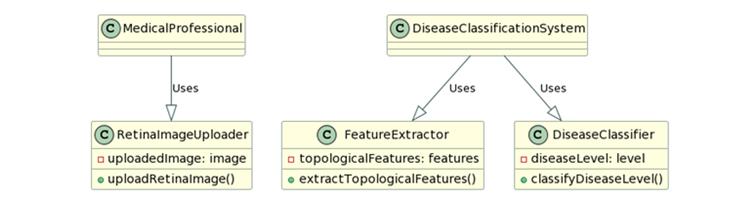 C MedicalProfessional
C DiseaseClassificationSystem
Uses
Uses
Uses
C RetinaImageUploader
uploadedImage: image
uploadRetinaImage()
C FeatureExtractor
topologicalFeatures: features
extractTopologicalFeatures()
C DiseaseClassifier
diseaseLevel: level
classifyDiseaseLevel()